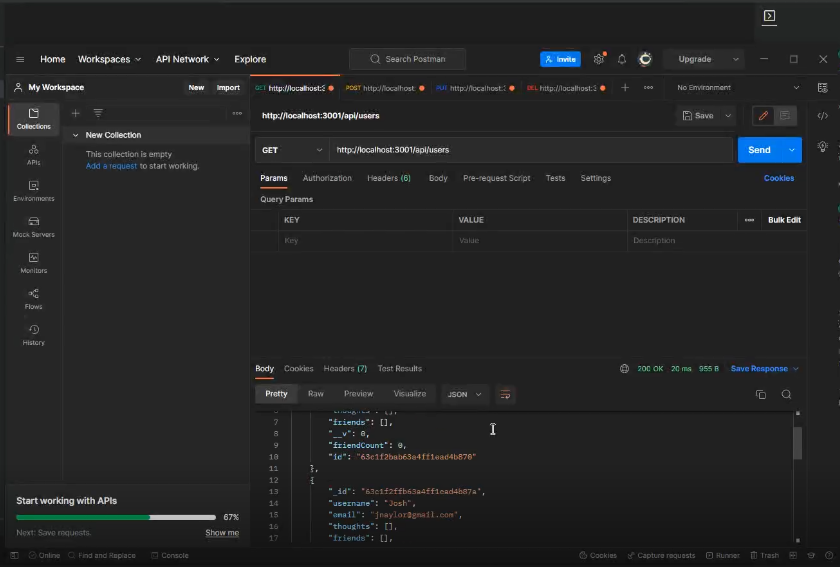 Home Workspaces API Network Explore
Search Postman
Invite Upgrade
My Workspace New Import
GET http://localhost:3 POST http://localhost: PUT http://localhost: DEL http://localhost:3 No Environment
http://localhost:3001/api/users Save
Collections
New Collection
This collection is empty
Add a request to start working.
APIs
Environments
Mock Servers
Monitors
Flows
History
GET http://localhost:3001/api/users Send
Params Authorization Headers (6) Body Pre-request Script Tests Settings Cookies
Query Params
KEY VALUE DESCRIPTION Bulk Edit
Key Value Description
Body Cookies Headers (7) Test Results 200 OK 20 ms 955 B Save Response
Pretty Raw Preview Visualize JSON
6 "thoughts": [],
7 "friends": [],
8 "__v": 0,
9 "friendCount": 0,
10 "id": "63c1f2bab63a4ff1ead4b870"
11 },
12 {
13 "_id": "63c1f2ffb63a4ff1ead4b87a",
14 "username": "Josh",
15 "email": "jnaylor@gmail.com",
16 "thoughts": [],
17 "friends": [],
Start working with APIs
67%
Next: Save requests. Show me
Online Find and Replace Console Cookies Capture requests Runner Trash